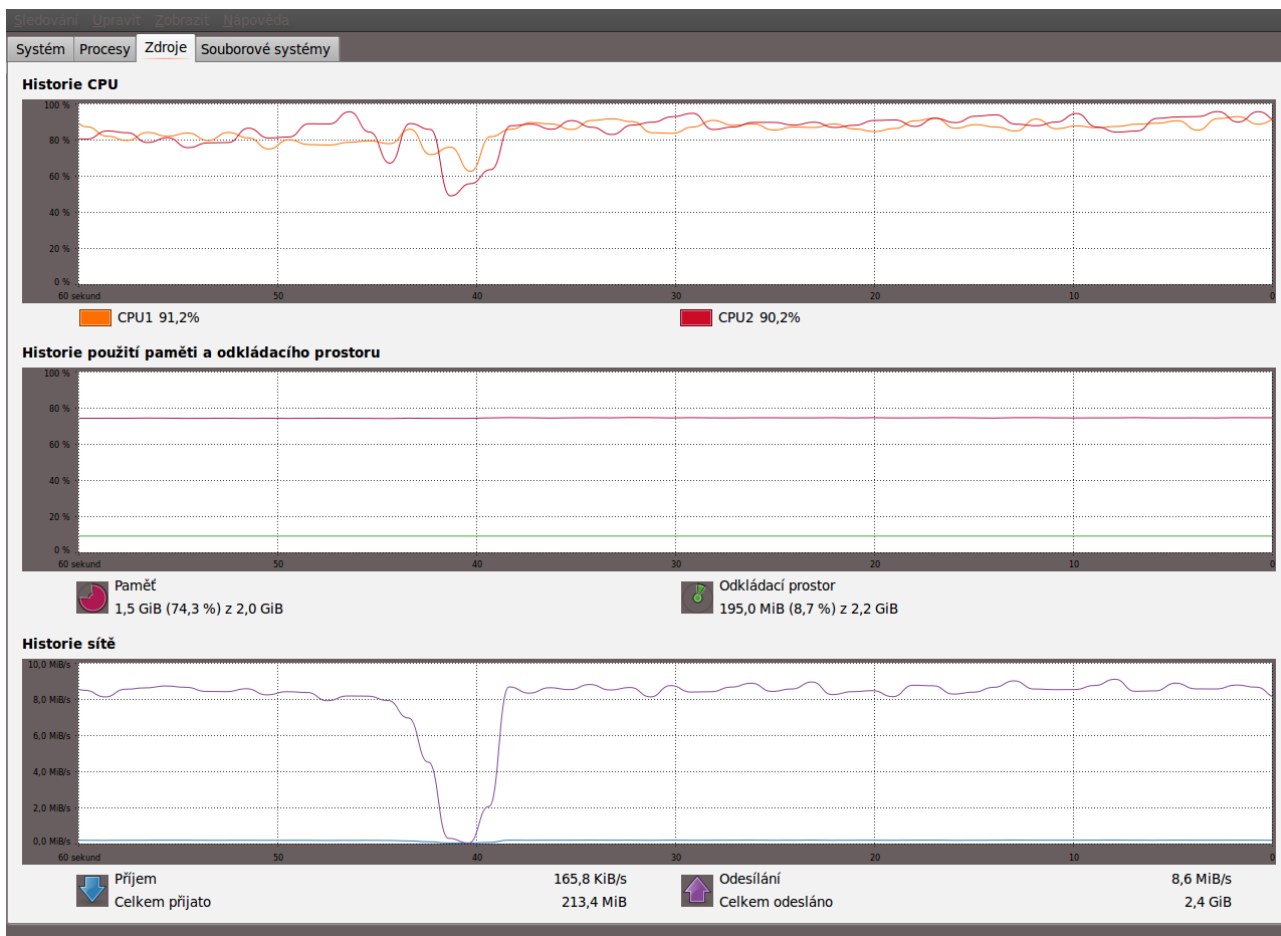 Sledování Upravit Zobrazit Nápověda
Systém Procesy Zdroje Souborové systémy
Historie CPU
100 %
80 %
60 %
40 %
20 %
0 %
60 sekund 50 40 30 20 10 0
CPU1 91,2% CPU2 90,2%
Historie použití paměti a odkládacího prostoru
100 %
80 %
60 %
40 %
20 %
0 %
60 sekund 50 40 30 20 10 0
Paměť Odkládací prostor
1,5 GiB (74,3 %) z 2,0 GiB 195,0 MiB (8,7 %) z 2,2 GiB
Historie sítě
10,0 MiB/s
8,0 MiB/s
6,0 MiB/s
4,0 MiB/s
2,0 MiB/s
0,0 MiB/s
60 sekund 50 40 30 20 10 0
Příjem 165,8 KiB/s Odesílání 8,6 MiB/s
Celkem přijato 213,4 MiB Celkem odesláno 2,4 GiB